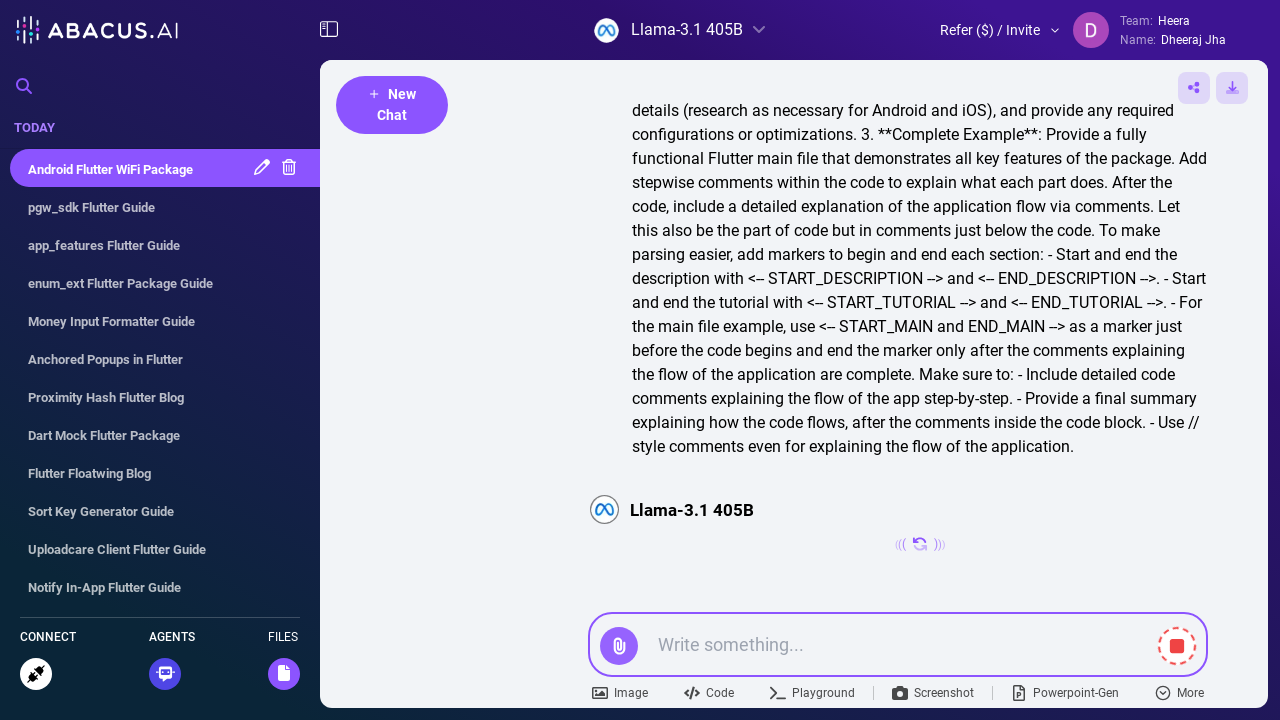 ABACUS.AI
Llama-3.1 405B
Refer ($) / Invite
Team: Heera
Name: Dheeraj Jha
D
TODAY
Android Flutter WiFi Package
pgw_sdk Flutter Guide
app_features Flutter Guide
enum_ext Flutter Package Guide
Money Input Formatter Guide
Anchored Popups in Flutter
Proximity Hash Flutter Blog
Dart Mock Flutter Package
Flutter Floatwing Blog
Sort Key Generator Guide
Uploadcare Client Flutter Guide
Notify In-App Flutter Guide
CONNECT AGENTS FILES
+ New
Chat
details (research as necessary for Android and iOS), and provide any required
configurations or optimizations. 3. **Complete Example**: Provide a fully
functional Flutter main file that demonstrates all key features of the package. Add
stepwise comments within the code to explain what each part does. After the
code, include a detailed explanation of the application flow via comments. Let
this also be the part of code but in comments just below the code. To make
parsing easier, add markers to begin and end each section: - Start and end the
description with <-- START_DESCRIPTION --> and <-- END_DESCRIPTION -->. - Start
and end the tutorial with <-- START_TUTORIAL --> and <-- END_TUTORIAL -->. - For
the main file example, use <-- START_MAIN and END_MAIN --> as a marker just
before the code begins and end the marker only after the comments explaining
the flow of the application are complete. Make sure to: - Include detailed code
comments explaining the flow of the app step-by-step. - Provide a final summary
explaining how the code flows, after the comments inside the code block. - Use //
style comments even for explaining the flow of the application.
Llama-3.1 405B
Write something...
Image Code Playground Screenshot Powerpoint-Gen More